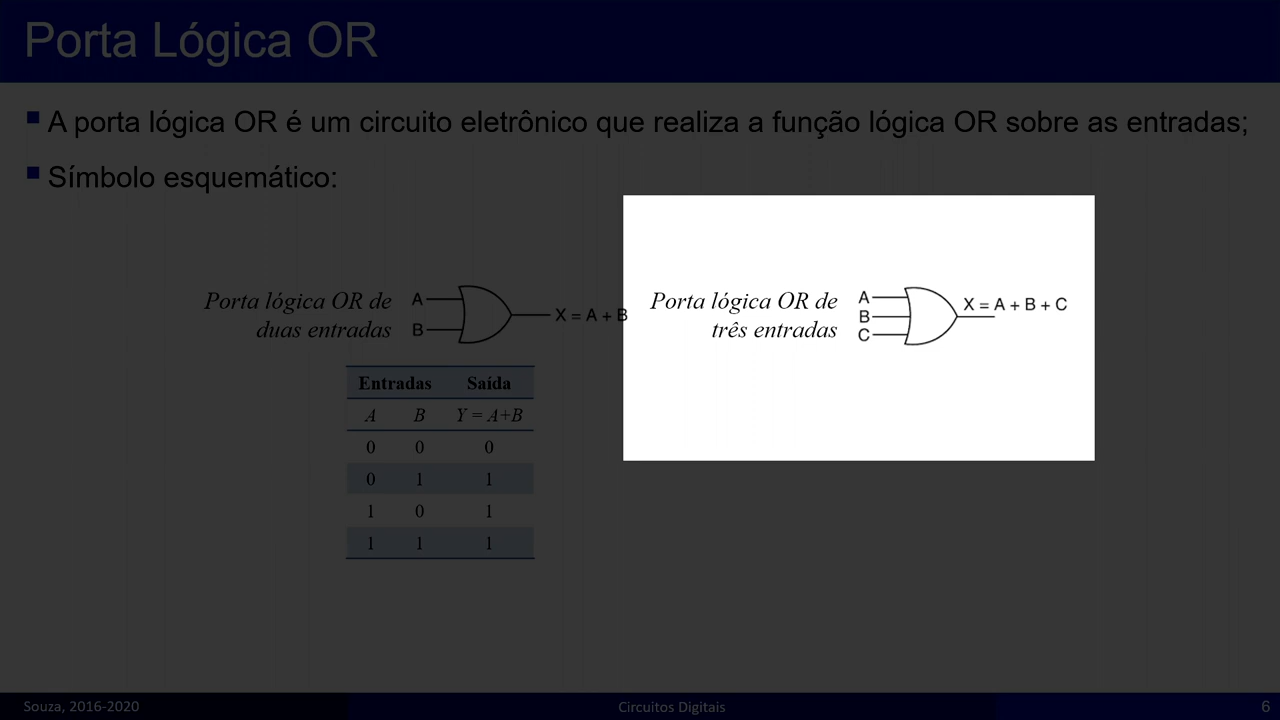 Porta Lógica OR
A porta lógica OR é um circuito eletrônico que realiza a função lógica OR sobre as entradas;
Símbolo esquemático:
Porta lógica OR de
duas entradas
A
B
X = A + B
Porta lógica OR de
três entradas
A
B
C
X = A + B + C
Entradas Saída
A B Y = A+B
0 0 0
0 1 1
1 0 1
1 1 1
Souza, 2016-2020
Circuitos Digitais
6